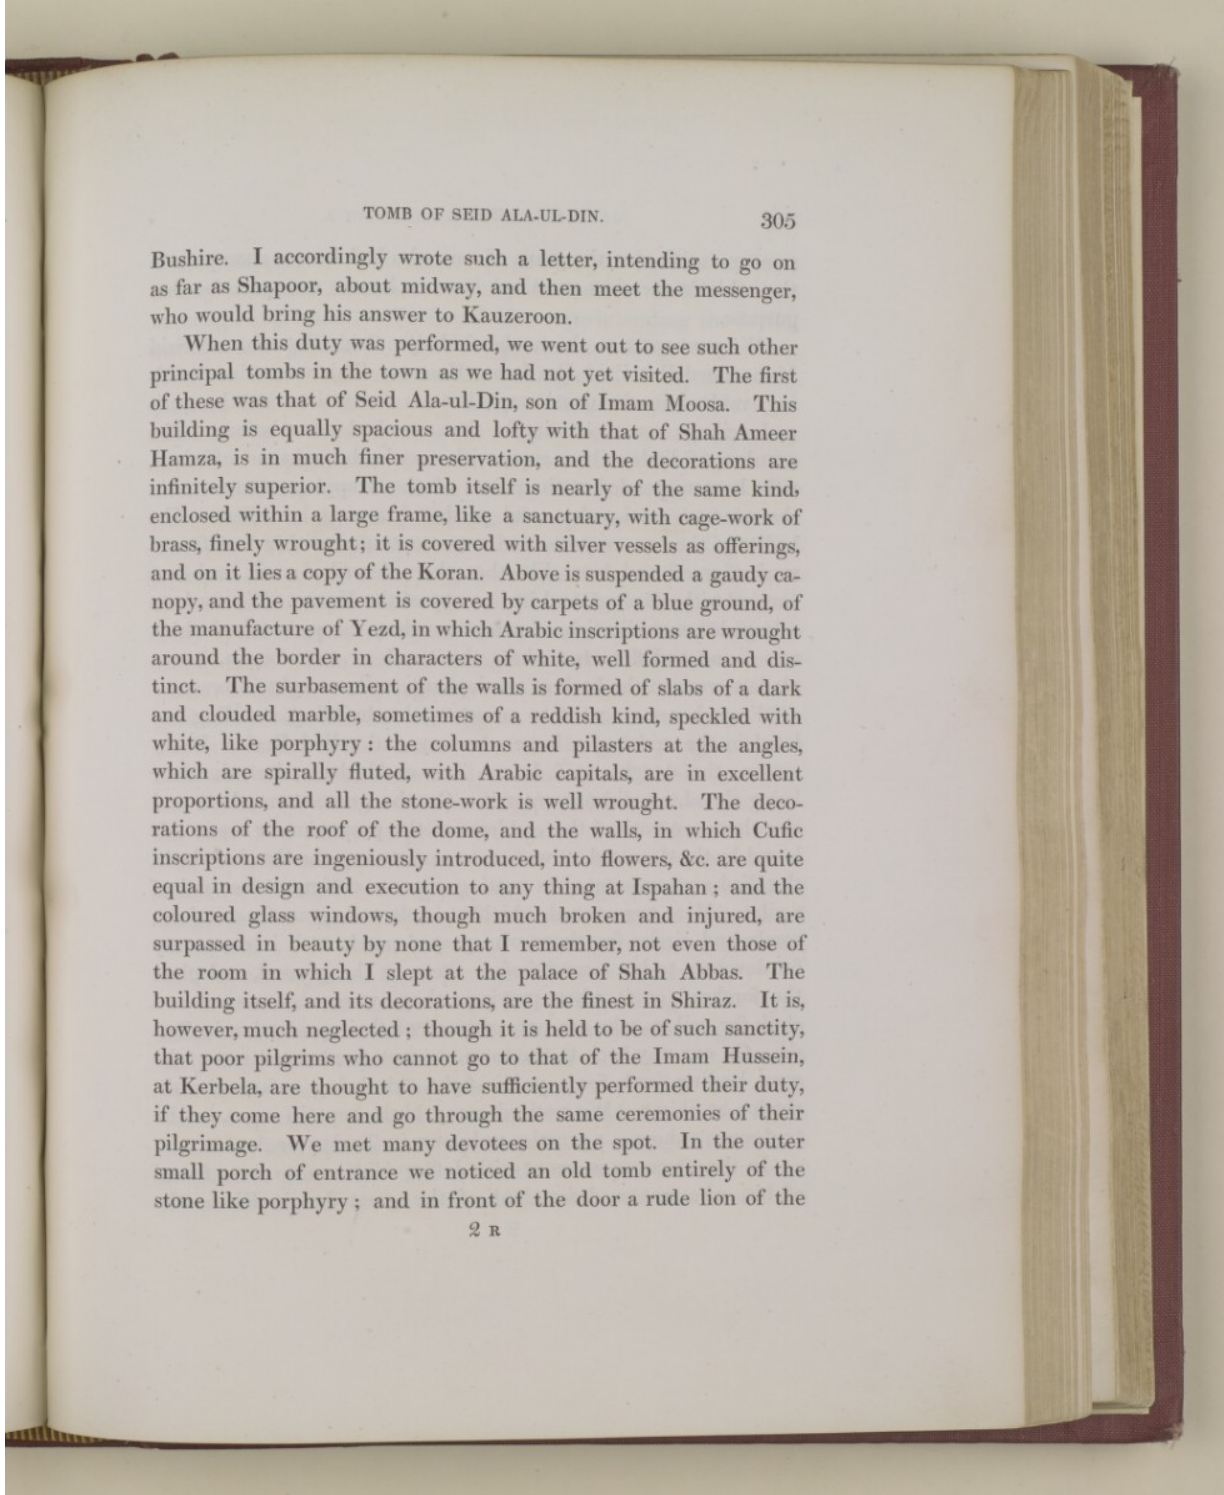 TOMB OF SEID ALA-UL-DIN. 305
Bushire. I accordingly wrote such a letter, intending to go on
as far as Shapoor, about midway, and then meet the messenger,
who would bring his answer to Kauzeroon.
When this duty was performed, we went out to see such other
principal tombs in the town as we had not yet visited. The first
of these was that of Seid Ala-ul-Din, son of Imam Moosa. This
building is equally spacious and lofty with that of Shah Ameer
Hamza, is in much finer preservation, and the decorations are
infinitely superior. The tomb itself is nearly of the same kind,
enclosed within a large frame, like a sanctuary, with cage-work of
brass, finely wrought; it is covered with silver vessels as offerings,
and on it lies a copy of the Koran. Above is suspended a gaudy ca-
nopy, and the pavement is covered by carpets of a blue ground, of
the manufacture of Yezd, in which Arabic inscriptions are wrought
around the border in characters of white, well formed and dis-
tinct. The surbasement of the walls is formed of slabs of a dark
and clouded marble, sometimes of a reddish kind, speckled with
white, like porphyry : the columns and pilasters at the angles,
which are spirally fluted, with Arabic capitals, are in excellent
proportions, and all the stone-work is well wrought. The deco-
rations of the roof of the dome, and the walls, in which Cufic
inscriptions are ingeniously introduced, into flowers, &c. are quite
equal in design and execution to any thing at Ispahan ; and the
coloured glass windows, though much broken and injured, are
surpassed in beauty by none that I remember, not even those of
the room in which I slept at the palace of Shah Abbas. The
building itself, and its decorations, are the finest in Shiraz. It is,
however, much neglected ; though it is held to be of such sanctity,
that poor pilgrims who cannot go to that of the Imam Hussein,
at Kerbela, are thought to have sufficiently performed their duty,
if they come here and go through the same ceremonies of their
pilgrimage. We met many devotees on the spot. In the outer
small porch of entrance we noticed an old tomb entirely of the
stone like porphyry ; and in front of the door a rude lion of the
2 R